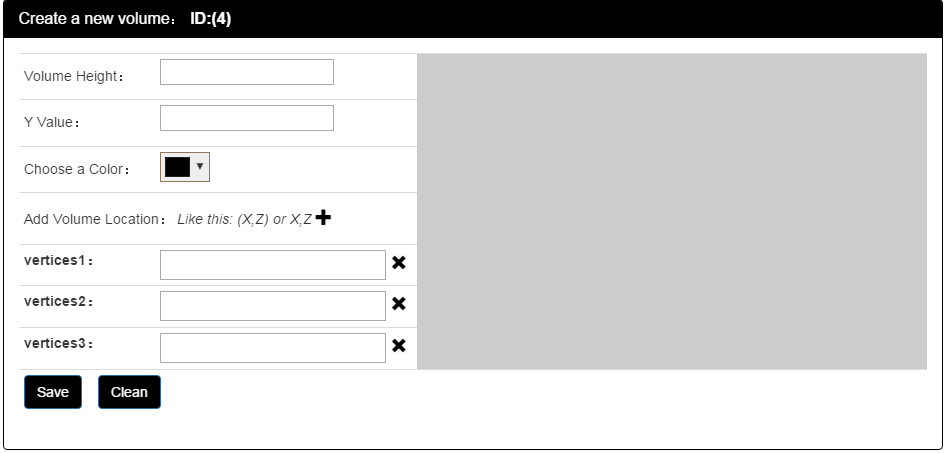 Create a new volume： ID:(4)
Volume Height：
Y Value：
Choose a Color：
Add Volume Location： Like this: (X,Z) or X,Z
vertices1：
vertices2：
vertices3：
Save Clean